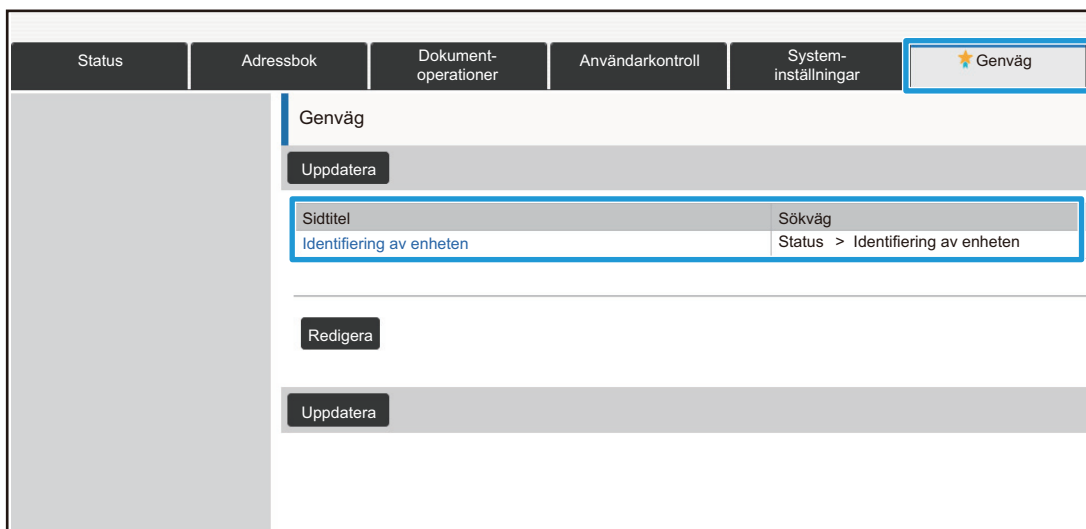 Status
Adressbok
Dokument-
operationer
Användarkontroll
System-
inställningar
Genväg
Genväg
Uppdatera
Sidtitel Sökväg
Identifiering av enheten Status > Identifiering av enheten
Redigera
Uppdatera